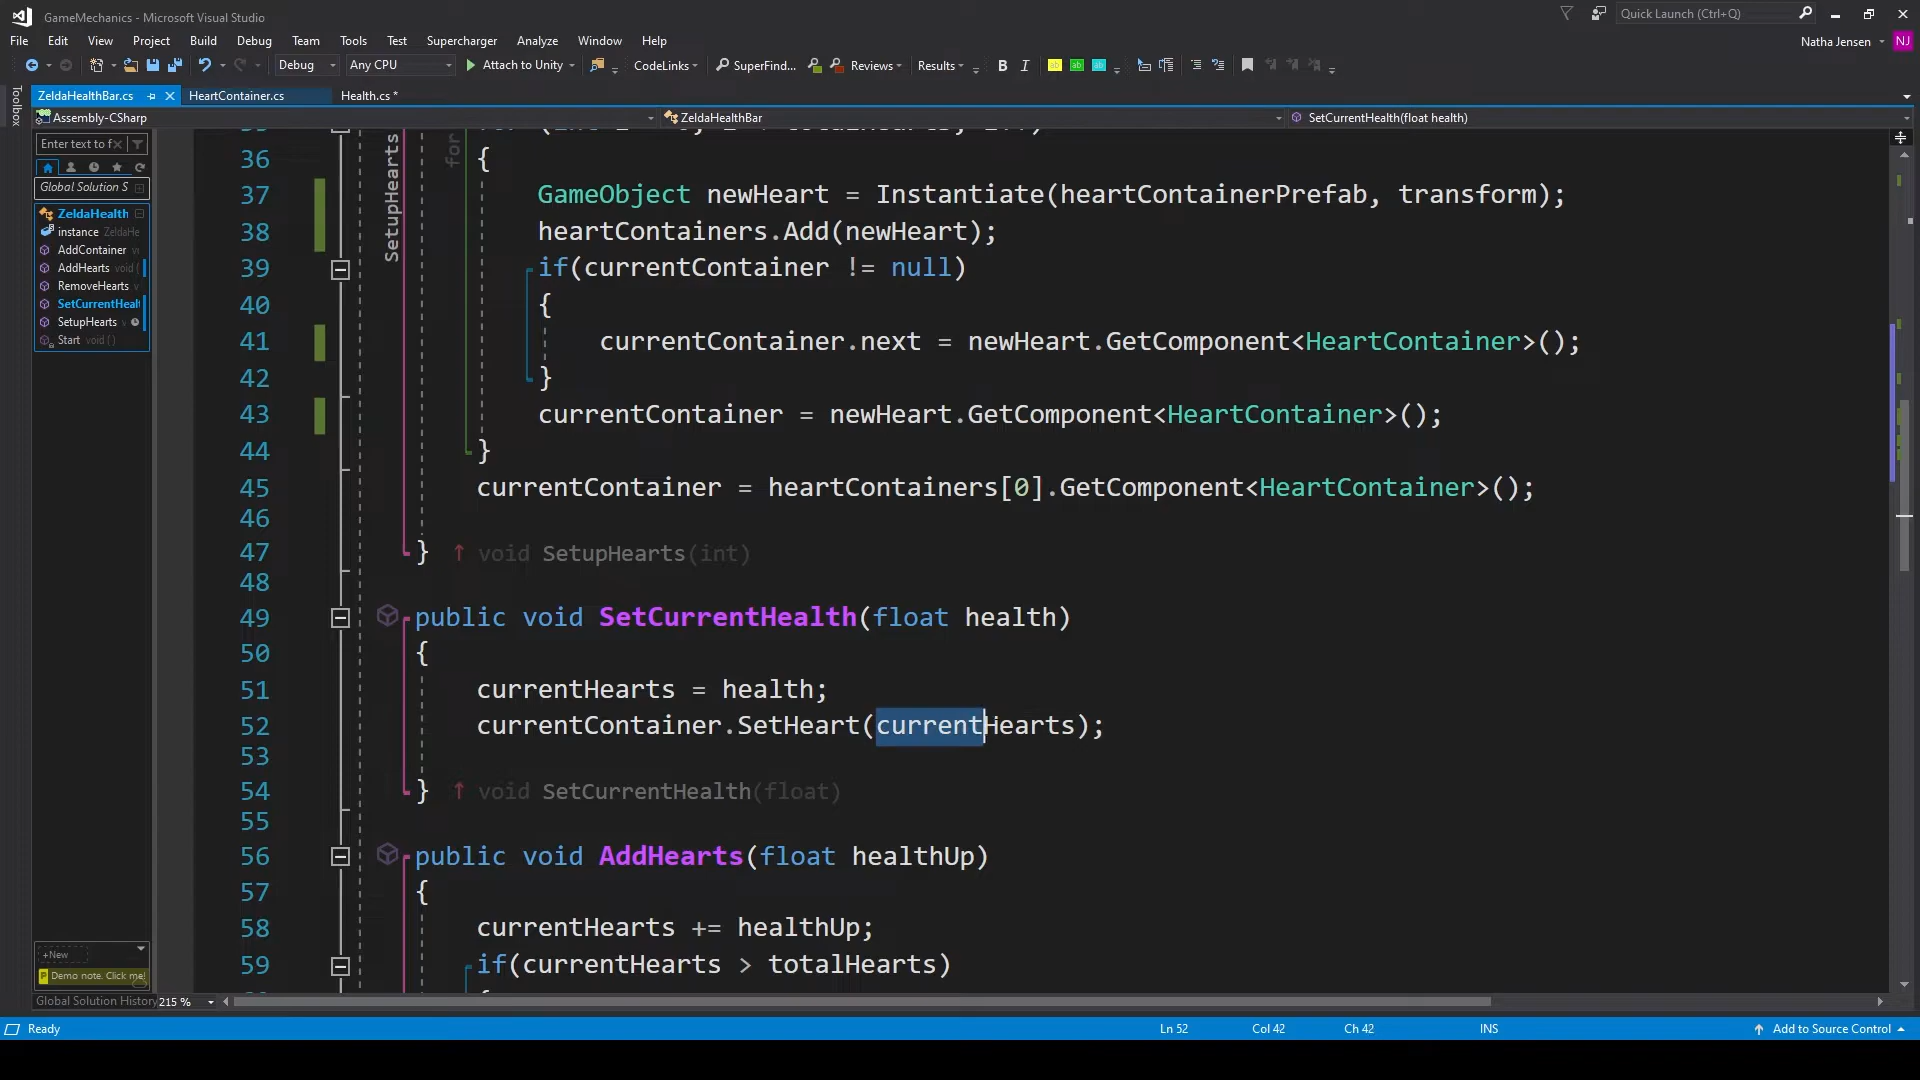 GameMechanics - Microsoft Visual Studio
Quick Launch (Ctrl+Q)
File Edit View Project Build Debug Team Tools Test Supercharger Analyze Window Help
Natha Jensen NJ
Debug Any CPU Attach to Unity CodeLinks SuperFind... Reviews Results B I
Toolbox
ZeldaHealthBar.cs HeartContainer.cs Health.cs *
Assembly-CSharp ZeldaHealthBar SetCurrentHealth(float health)
Enter text to f
Global Solution S
ZeldaHealth
instance ZeldaHe
AddContainer
AddHearts void (
RemoveHearts
SetCurrentHeal
SetupHearts
Start void ()
+New
Demo note. Click me!
Global Solution History
SetupHearts
for
36 {
37 GameObject newHeart = Instantiate(heartContainerPrefab, transform);
38 heartContainers.Add(newHeart);
39 if(currentContainer != null)
40 {
41 currentContainer.next = newHeart.GetComponent<HeartContainer>();
42 }
43 currentContainer = newHeart.GetComponent<HeartContainer>();
44 }
45 currentContainer = heartContainers[0].GetComponent<HeartContainer>();
46
47 } ↑ void SetupHearts(int)
48
49 public void SetCurrentHealth(float health)
50 {
51 currentHearts = health;
52 currentContainer.SetHeart(currentHearts);
53
54 } ↑ void SetCurrentHealth(float)
55
56 public void AddHearts(float healthUp)
57 {
58 currentHearts += healthUp;
59 if(currentHearts > totalHearts)
215 %
Ready Ln 52 Col 42 Ch 42 INS Add to Source Control